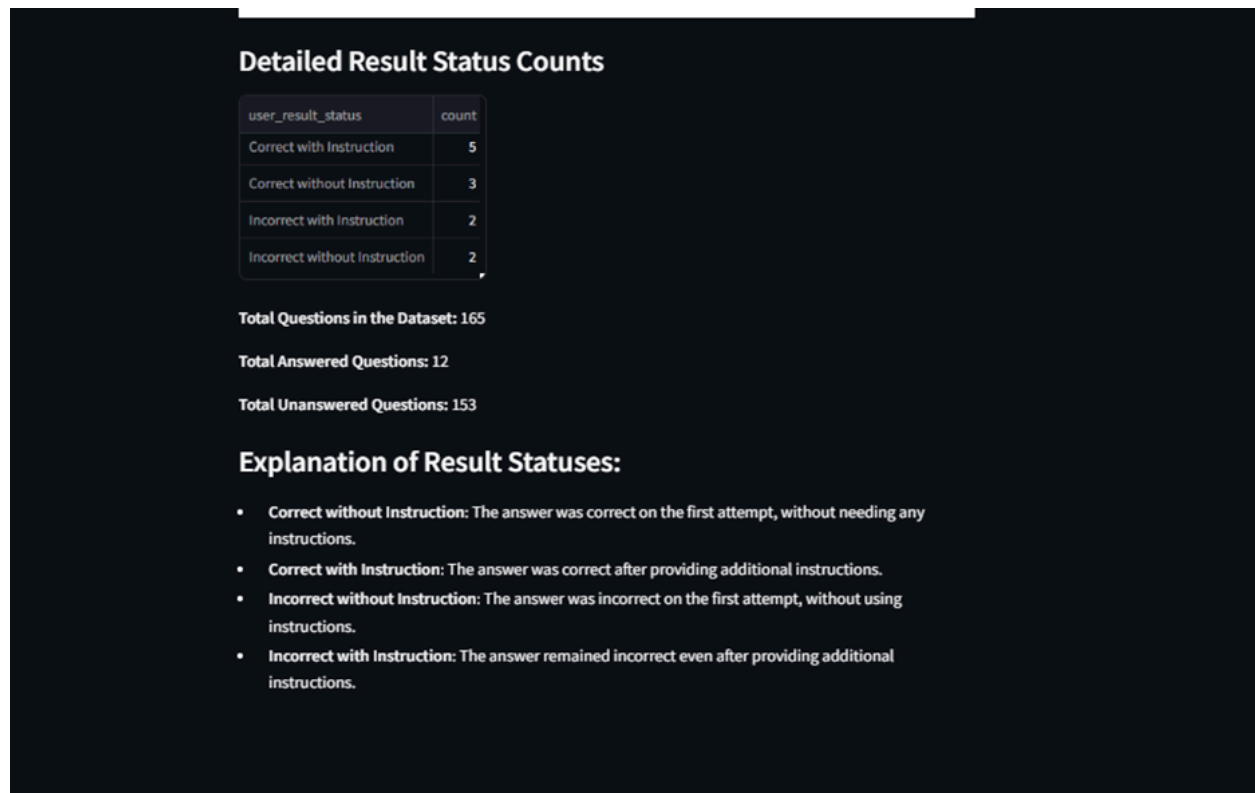 Detailed Result Status Counts
user_result_status count
Correct with Instruction 5
Correct without Instruction 3
Incorrect with Instruction 2
Incorrect without Instruction 2
Total Questions in the Dataset: 165
Total Answered Questions: 12
Total Unanswered Questions: 153
Explanation of Result Statuses:
• Correct without Instruction: The answer was correct on the first attempt, without needing any
instructions.
• Correct with Instruction: The answer was correct after providing additional instructions.
• Incorrect without Instruction: The answer was incorrect on the first attempt, without using
instructions.
• Incorrect with Instruction: The answer remained incorrect even after providing additional
instructions.